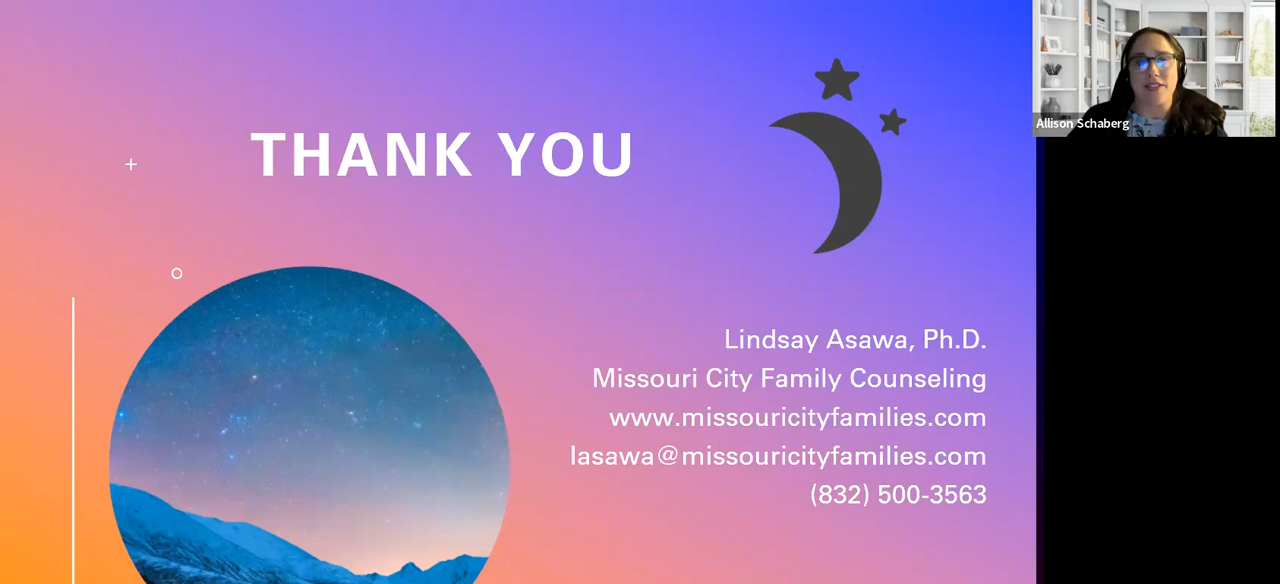 THANK YOU
Allison Schaberg
Lindsay Asawa, Ph.D.
Missouri City Family Counseling
www.missouricityfamilies.com
lasawa@missouricityfamilies.com
(832) 500-3563